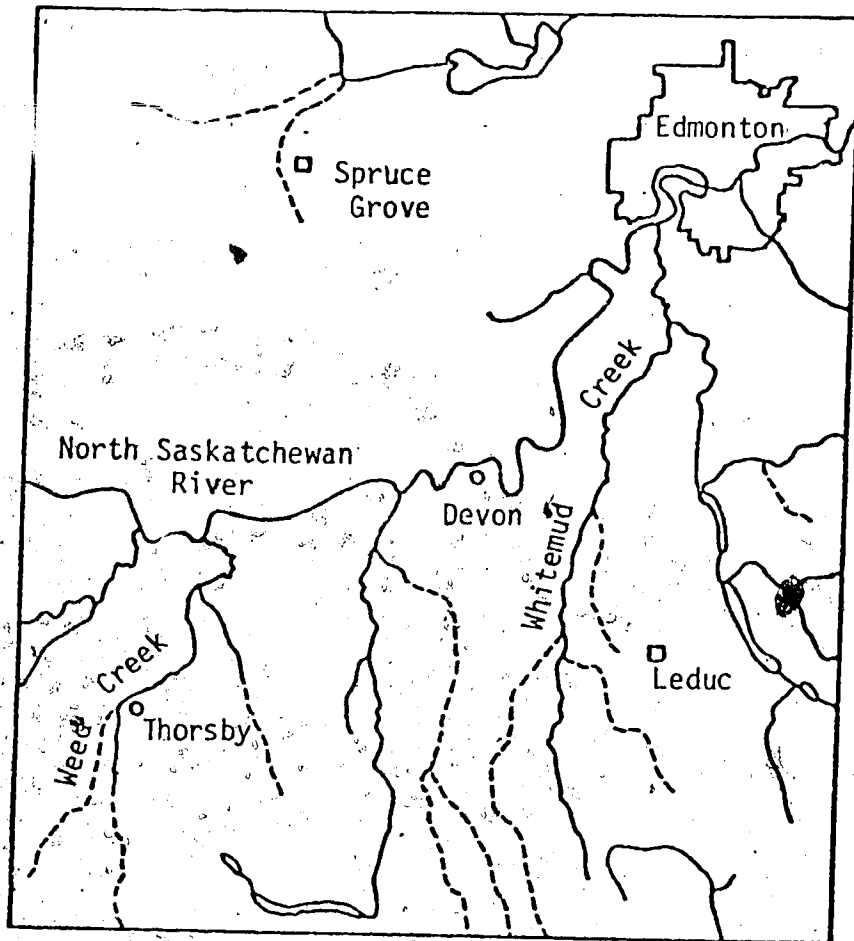 Edmonton
Spruce
Grove
Creek
North Saskatchewan
River
Devon
Whitemud
Creek
Leduc
Weed
Thorsby